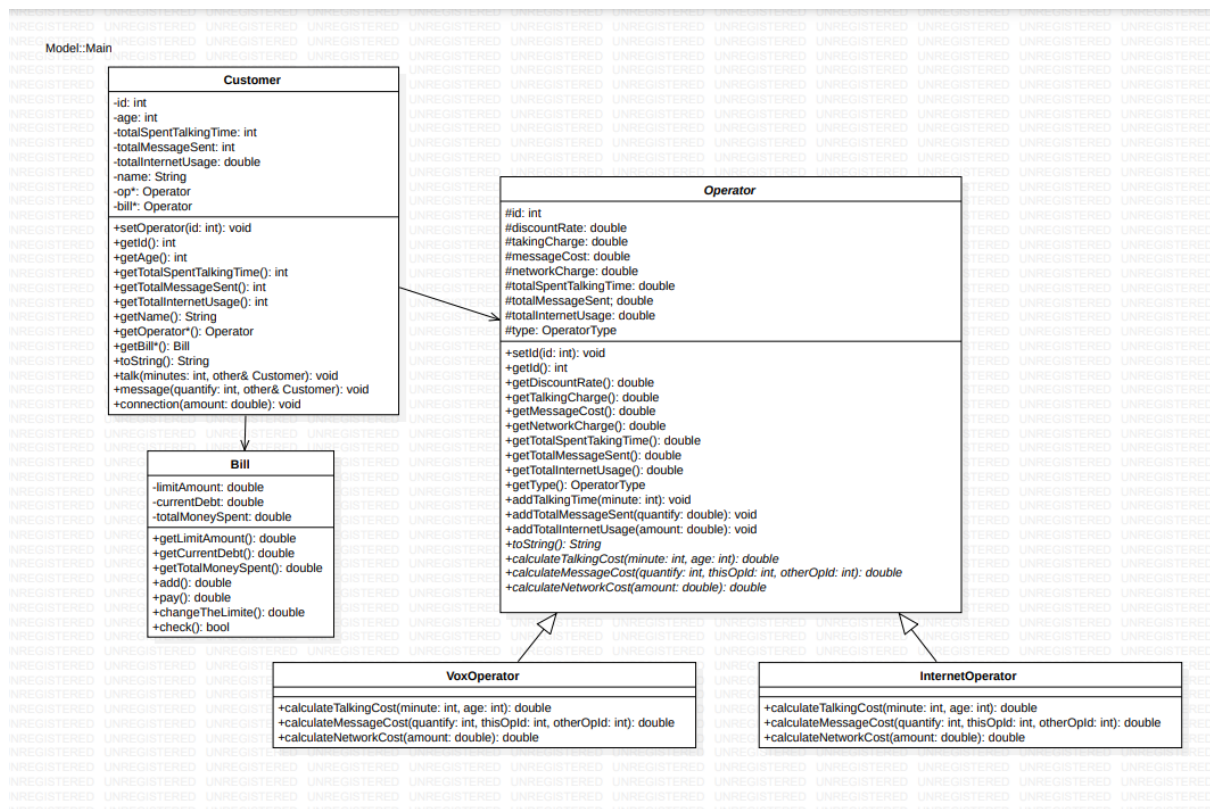 Model::Main
Customer
-id: int
-age: int
-totalSpentTalkingTime: int
-totalMessageSent: int
-totalInternetUsage: double
-name: String
-op*: Operator
-bill*: Operator
+setOperator(id: int): void
+getId(): int
+getAge(): int
+getTotalSpentTalkingTime(): int
+getTotalMessageSent(): int
+getTotalInternetUsage(): int
+getName(): String
+getOperator*(): Operator
+getBill*(): Bill
+toString(): String
+talk(minutes: int, other& Customer): void
+message(quantify: int, other& Customer): void
+connection(amount: double): void
Operator
#id: int
#discountRate: double
#takingCharge: double
#messageCost: double
#networkCharge: double
#totalSpentTalkingTime: double
#totalMessageSent; double
#totalInternetUsage: double
#type: OperatorType
+setId(id: int): void
+getId(): int
+getDiscountRate(): double
+getTalkingCharge(): double
+getMessageCost(): double
+getNetworkCharge(): double
+getTotalSpentTakingTime(): double
+getTotalMessageSent(): double
+getTotalInternetUsage(): double
+getType(): OperatorType
+addTalkingTime(minute: int): void
+addTotalMessageSent(quantify: double): void
+addTotalInternetUsage(amount: double): void
+toString(): String
+calculateTalkingCost(minute: int, age: int): double
+calculateMessageCost(quantify: int, thisOpId: int, otherOpId: int): double
+calculateNetworkCost(amount: double): double
Bill
-limitAmount: double
-currentDebt: double
-totalMoneySpent: double
+getLimitAmount(): double
+getCurrentDebt(): double
+getTotalMoneySpent(): double
+add(): double
+pay(): double
+changeTheLimite(): double
+check(): bool
VoxOperator
+calculateTalkingCost(minute: int, age: int): double
+calculateMessageCost(quantify: int, thisOpId: int, otherOpId: int): double
+calculateNetworkCost(amount: double): double
InternetOperator
+calculateTalkingCost(minute: int, age: int): double
+calculateMessageCost(quantify: int, thisOpId: int, otherOpId: int): double
+calculateNetworkCost(amount: double): double
UNREGISTERED